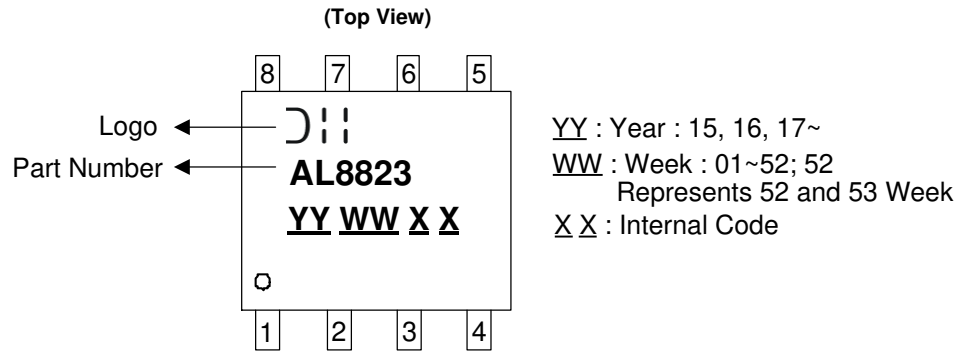 (Top View)
8 7 6 5
Logo
Part Number
AL8823
YY WW X X
YY : Year : 15, 16, 17~
WW : Week : 01~52; 52
Represents 52 and 53 Week
X X : Internal Code
1 2 3 4